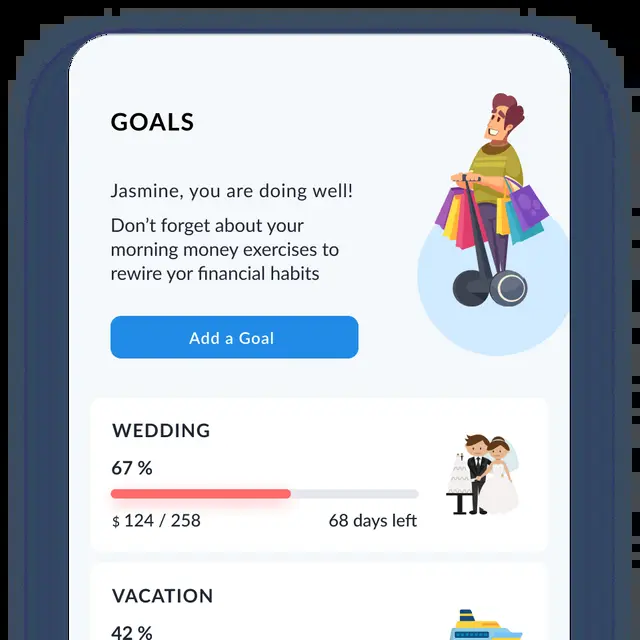 GOALS
Jasmine, you are doing well!
Don’t forget about your
morning money exercises to
rewire yor financial habits
Add a Goal
WEDDING
67 %
$ 124 / 258
68 days left
VACATION
42 %